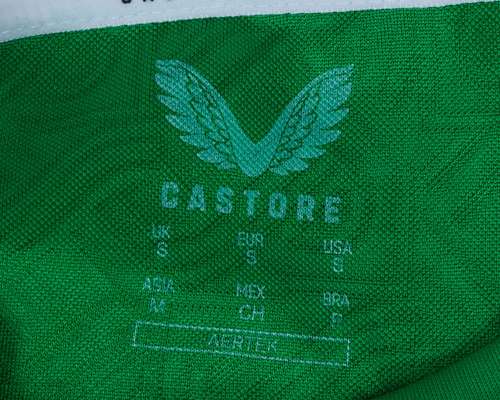 CASTORE
UK EUR USA
S S S
ASIA MEX BRA
M CH P
AERTEK